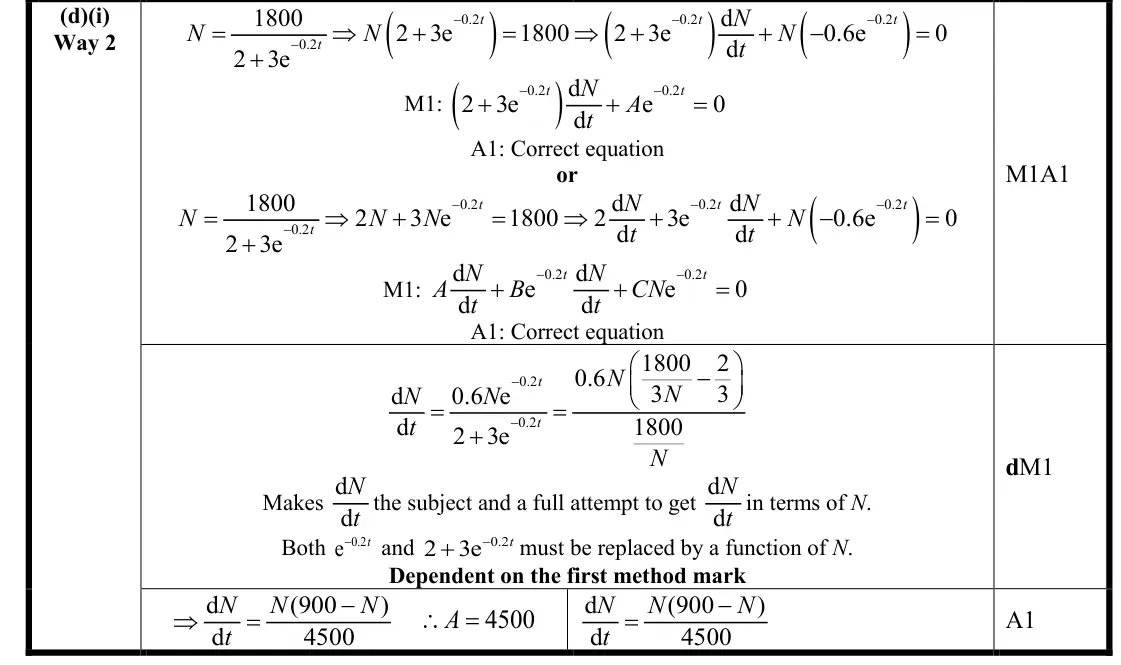 (d)(i)
Way 2
N = 1800/(2 + 3e^{−0.2t}) ⇒ N(2 + 3e^{−0.2t}) = 1800 ⇒ (2 + 3e^{−0.2t}) dN/dt + N(−0.6e^{−0.2t}) = 0
M1: (2 + 3e^{−0.2t}) dN/dt + Ae^{−0.2t} = 0
A1: Correct equation
or
N = 1800/(2 + 3e^{−0.2t}) ⇒ 2N + 3Ne^{−0.2t} = 1800 ⇒ 2 dN/dt + 3e^{−0.2t} dN/dt + N(−0.6e^{−0.2t}) = 0
M1: A dN/dt + Be^{−0.2t} dN/dt + CNe^{−0.2t} = 0
A1: Correct equation
M1A1
dN/dt = 0.6Ne^{−0.2t}/(2 + 3e^{−0.2t}) = 0.6N(1800/3N − 2/3)/(1800/N)
Makes dN/dt the subject and a full attempt to get dN/dt in terms of N.
Both e^{−0.2t} and 2 + 3e^{−0.2t} must be replaced by a function of N.
Dependent on the first method mark
dM1
⇒ dN/dt = N(900 − N)/4500 ∴ A = 4500
dN/dt = N(900 − N)/4500
A1